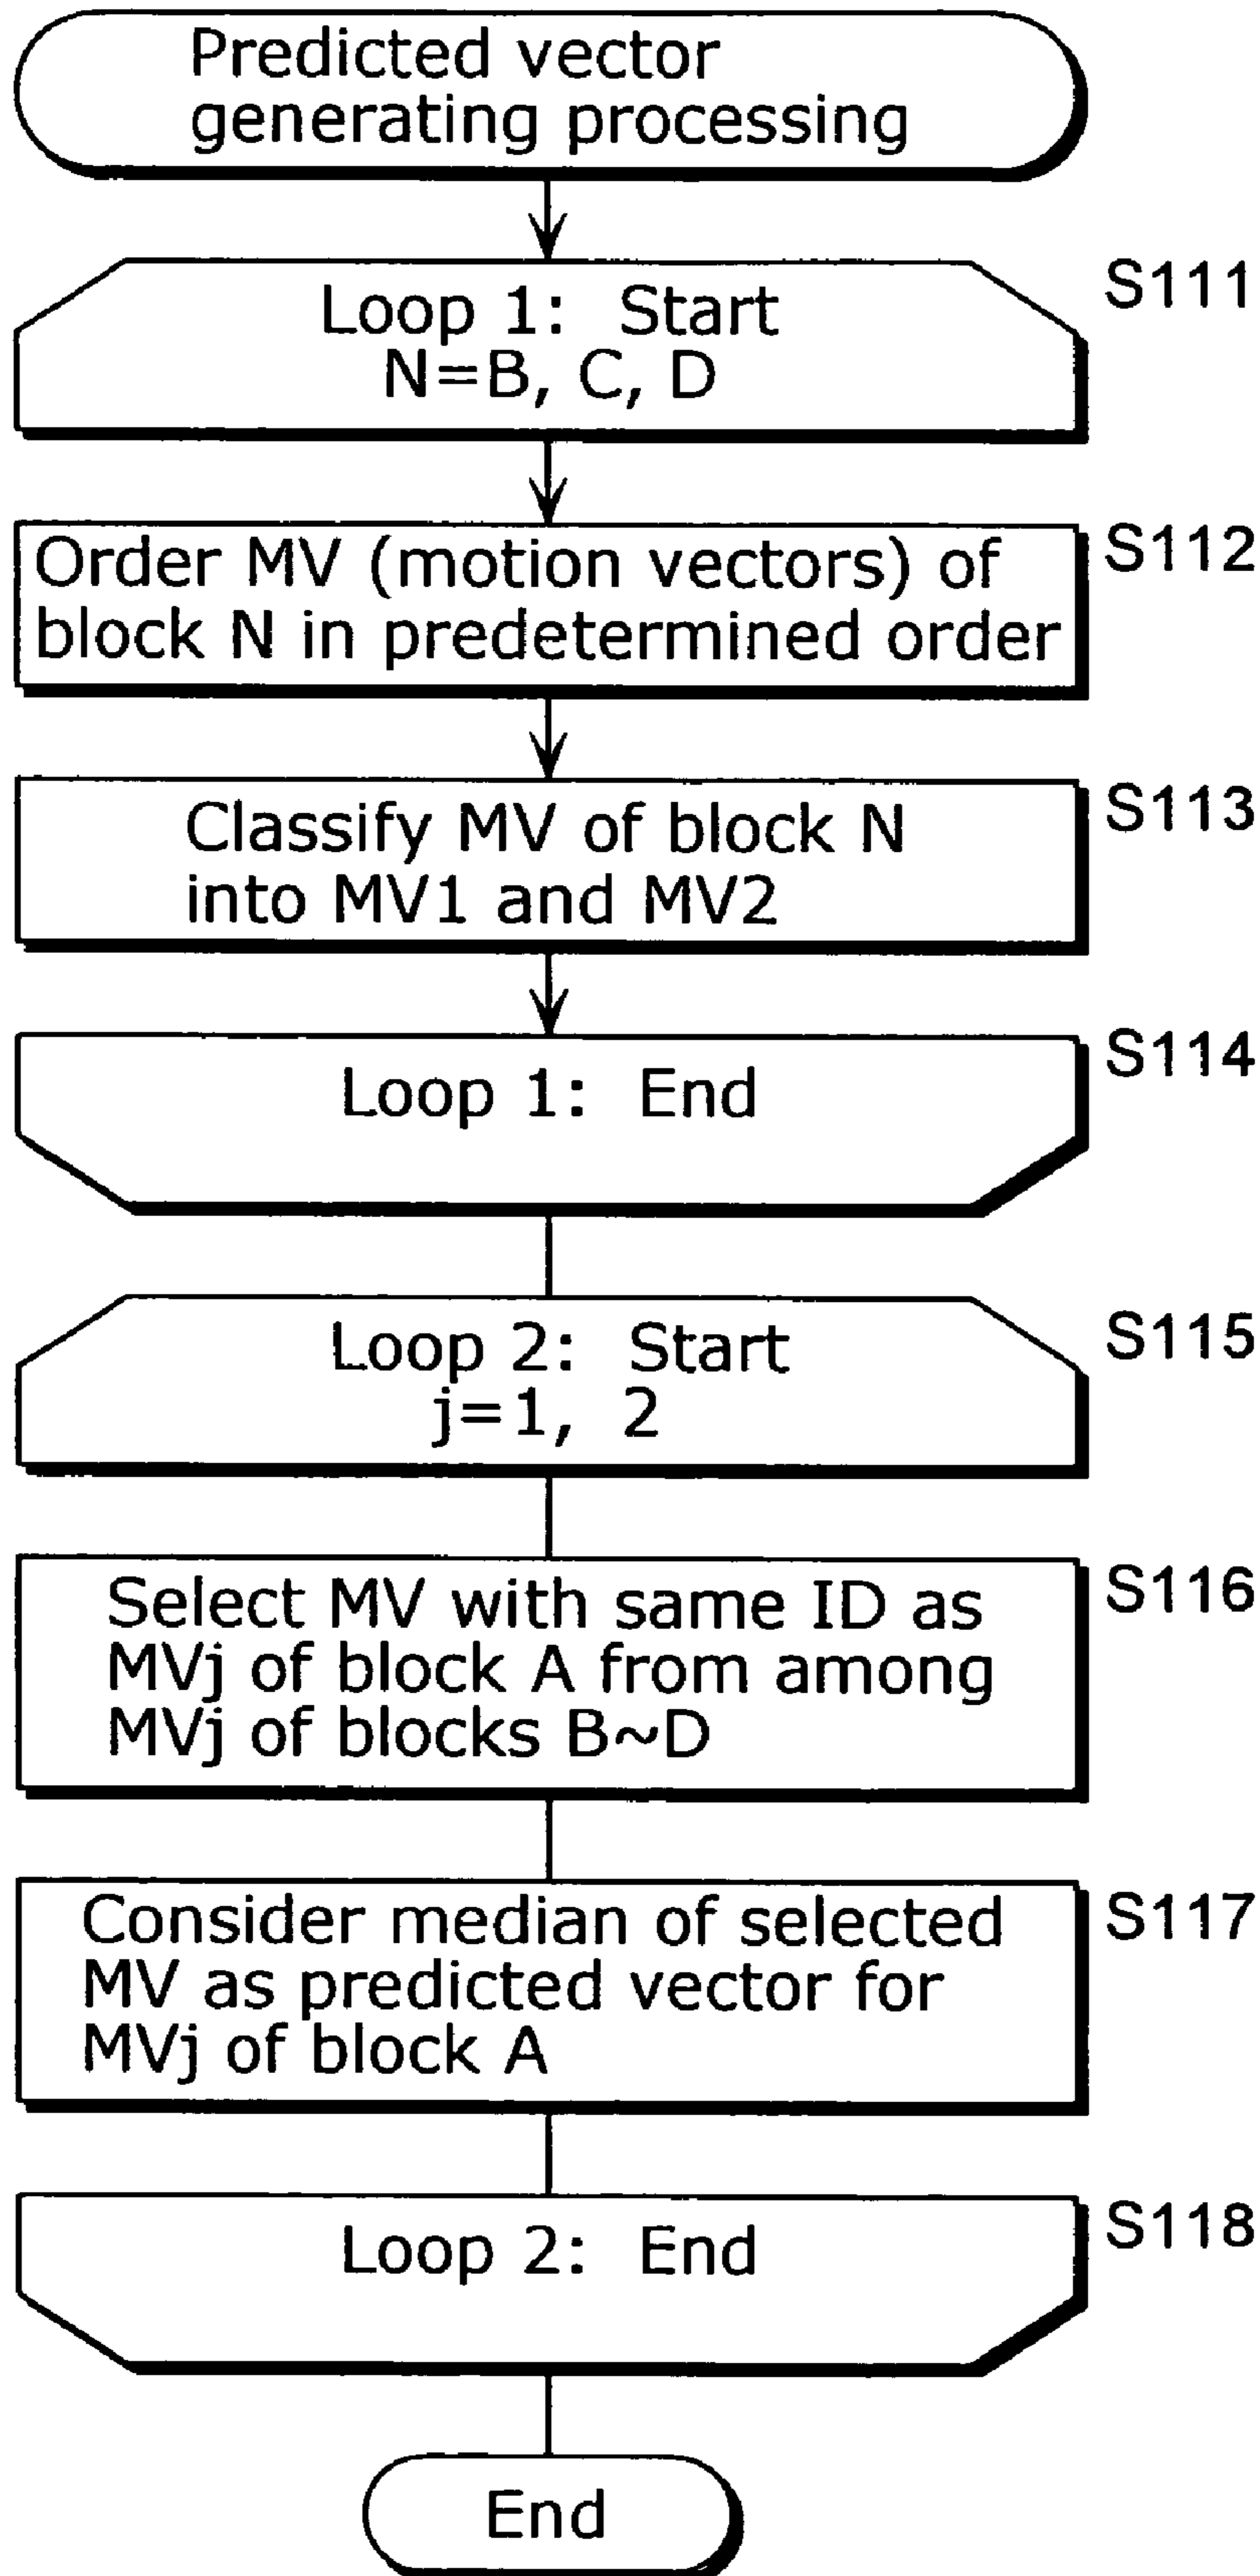 Predicted vector
generating processing
Loop 1: Start
N=B, C, D
S111
Order MV (motion vectors) of
block N in predetermined order
S112
Classify MV of block N
into MV1 and MV2
S113
Loop 1: End
S114
Loop 2: Start
j=1, 2
S115
Select MV with same ID as
MVj of block A from among
MVj of blocks B~D
S116
Consider median of selected
MV as predicted vector for
MVj of block A
S117
Loop 2: End
S118
End